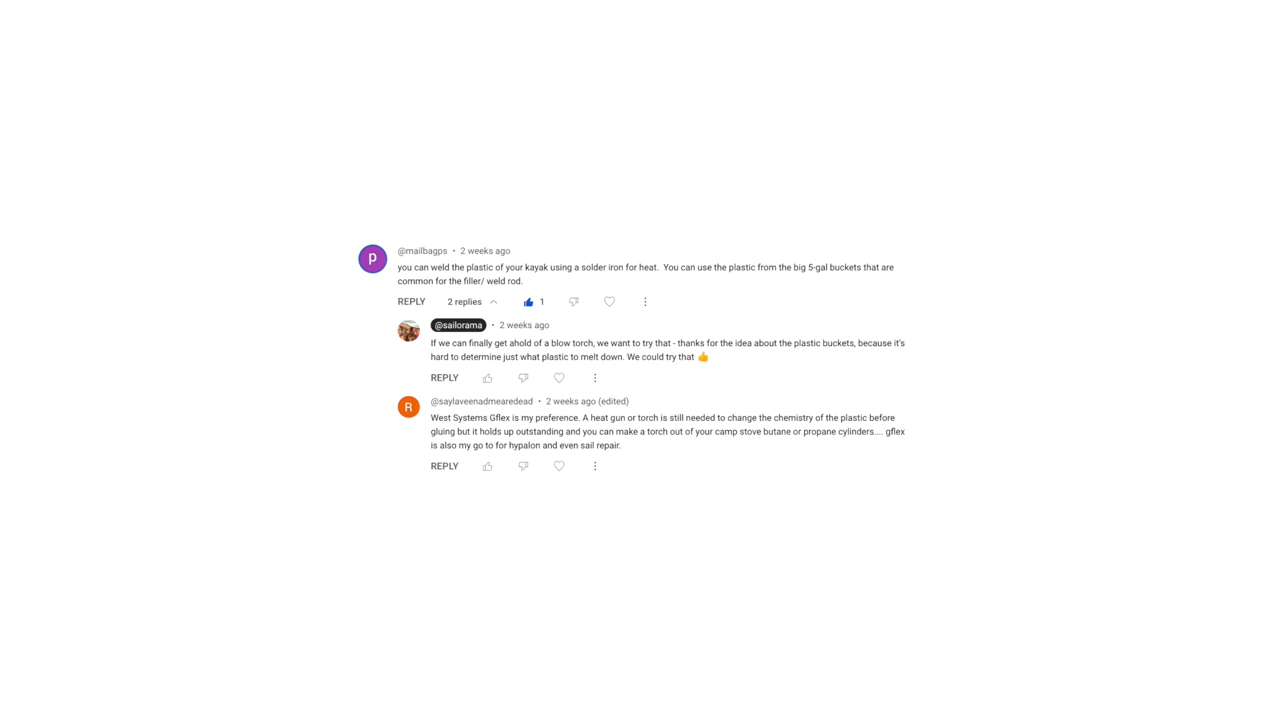 P
@mailbagps • 2 weeks ago
you can weld the plastic of your kayak using a solder iron for heat.  You can use the plastic from the big 5-gal buckets that are
common for the filler/ weld rod.
REPLY 2 replies 1
@sailorama • 2 weeks ago
If we can finally get ahold of a blow torch, we want to try that - thanks for the idea about the plastic buckets, because it's
hard to determine just what plastic to melt down. We could try that 👍
REPLY
R
@saylaveenadmearedead • 2 weeks ago (edited)
West Systems Gflex is my preference. A heat gun or torch is still needed to change the chemistry of the plastic before
gluing but it holds up outstanding and you can make a torch out of your camp stove butane or propane cylinders.... gflex
is also my go to for hypalon and even sail repair.
REPLY